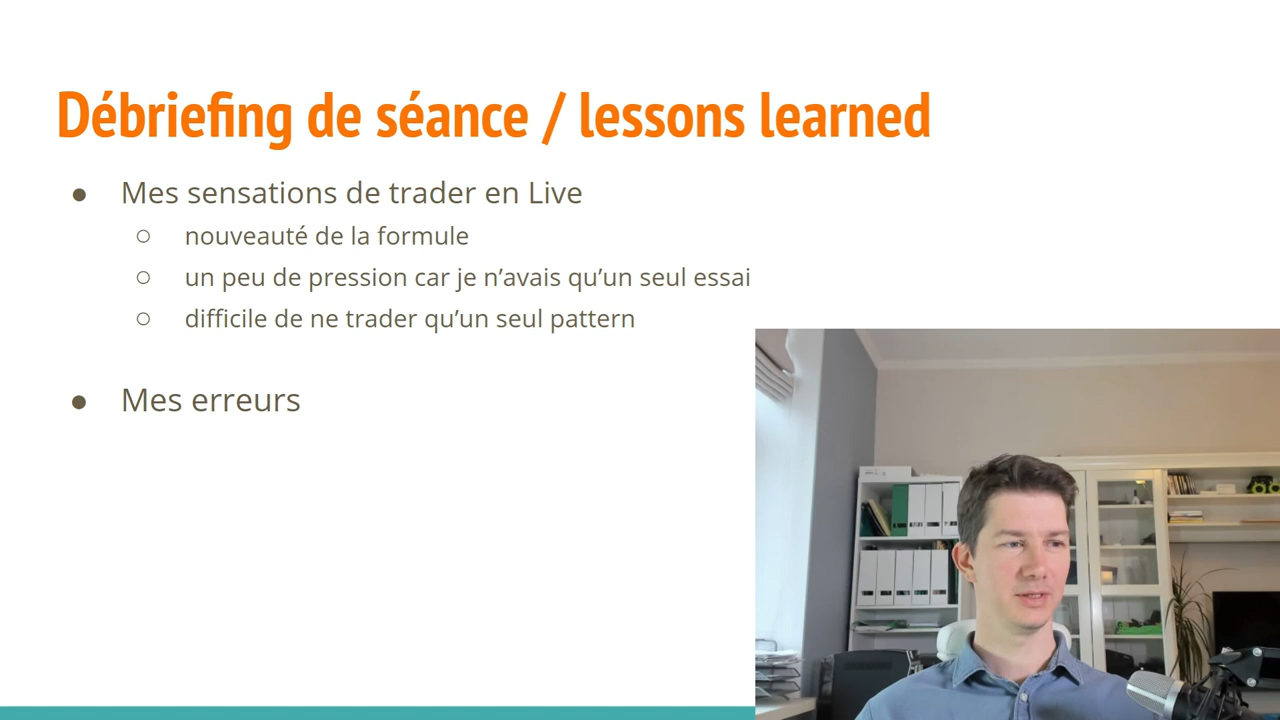 Débriefing de séance / lessons learned
● Mes sensations de trader en Live
○ nouveauté de la formule
○ un peu de pression car je n’avais qu’un seul essai
○ difficile de ne trader qu’un seul pattern
● Mes erreurs